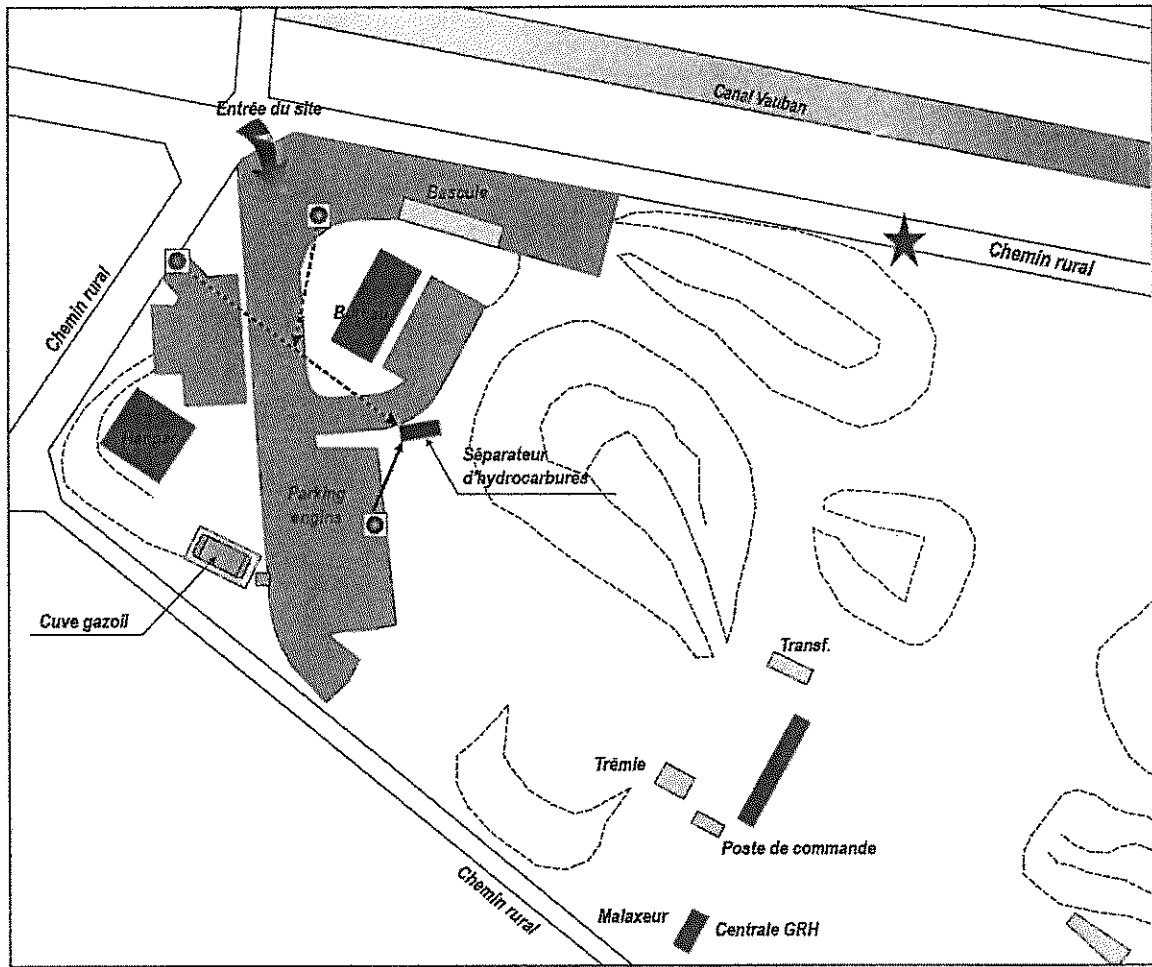 Canal Vauban
Entrée du site
Bascule
Chemin rural
Chemin rural
Bureau
Hangar
Séparateur
d'hydrocarbures
Parking
engins
Cuve gazoil
Transf.
Trémie
Poste de commande
Chemin rural
Malaxeur
Centrale GRH